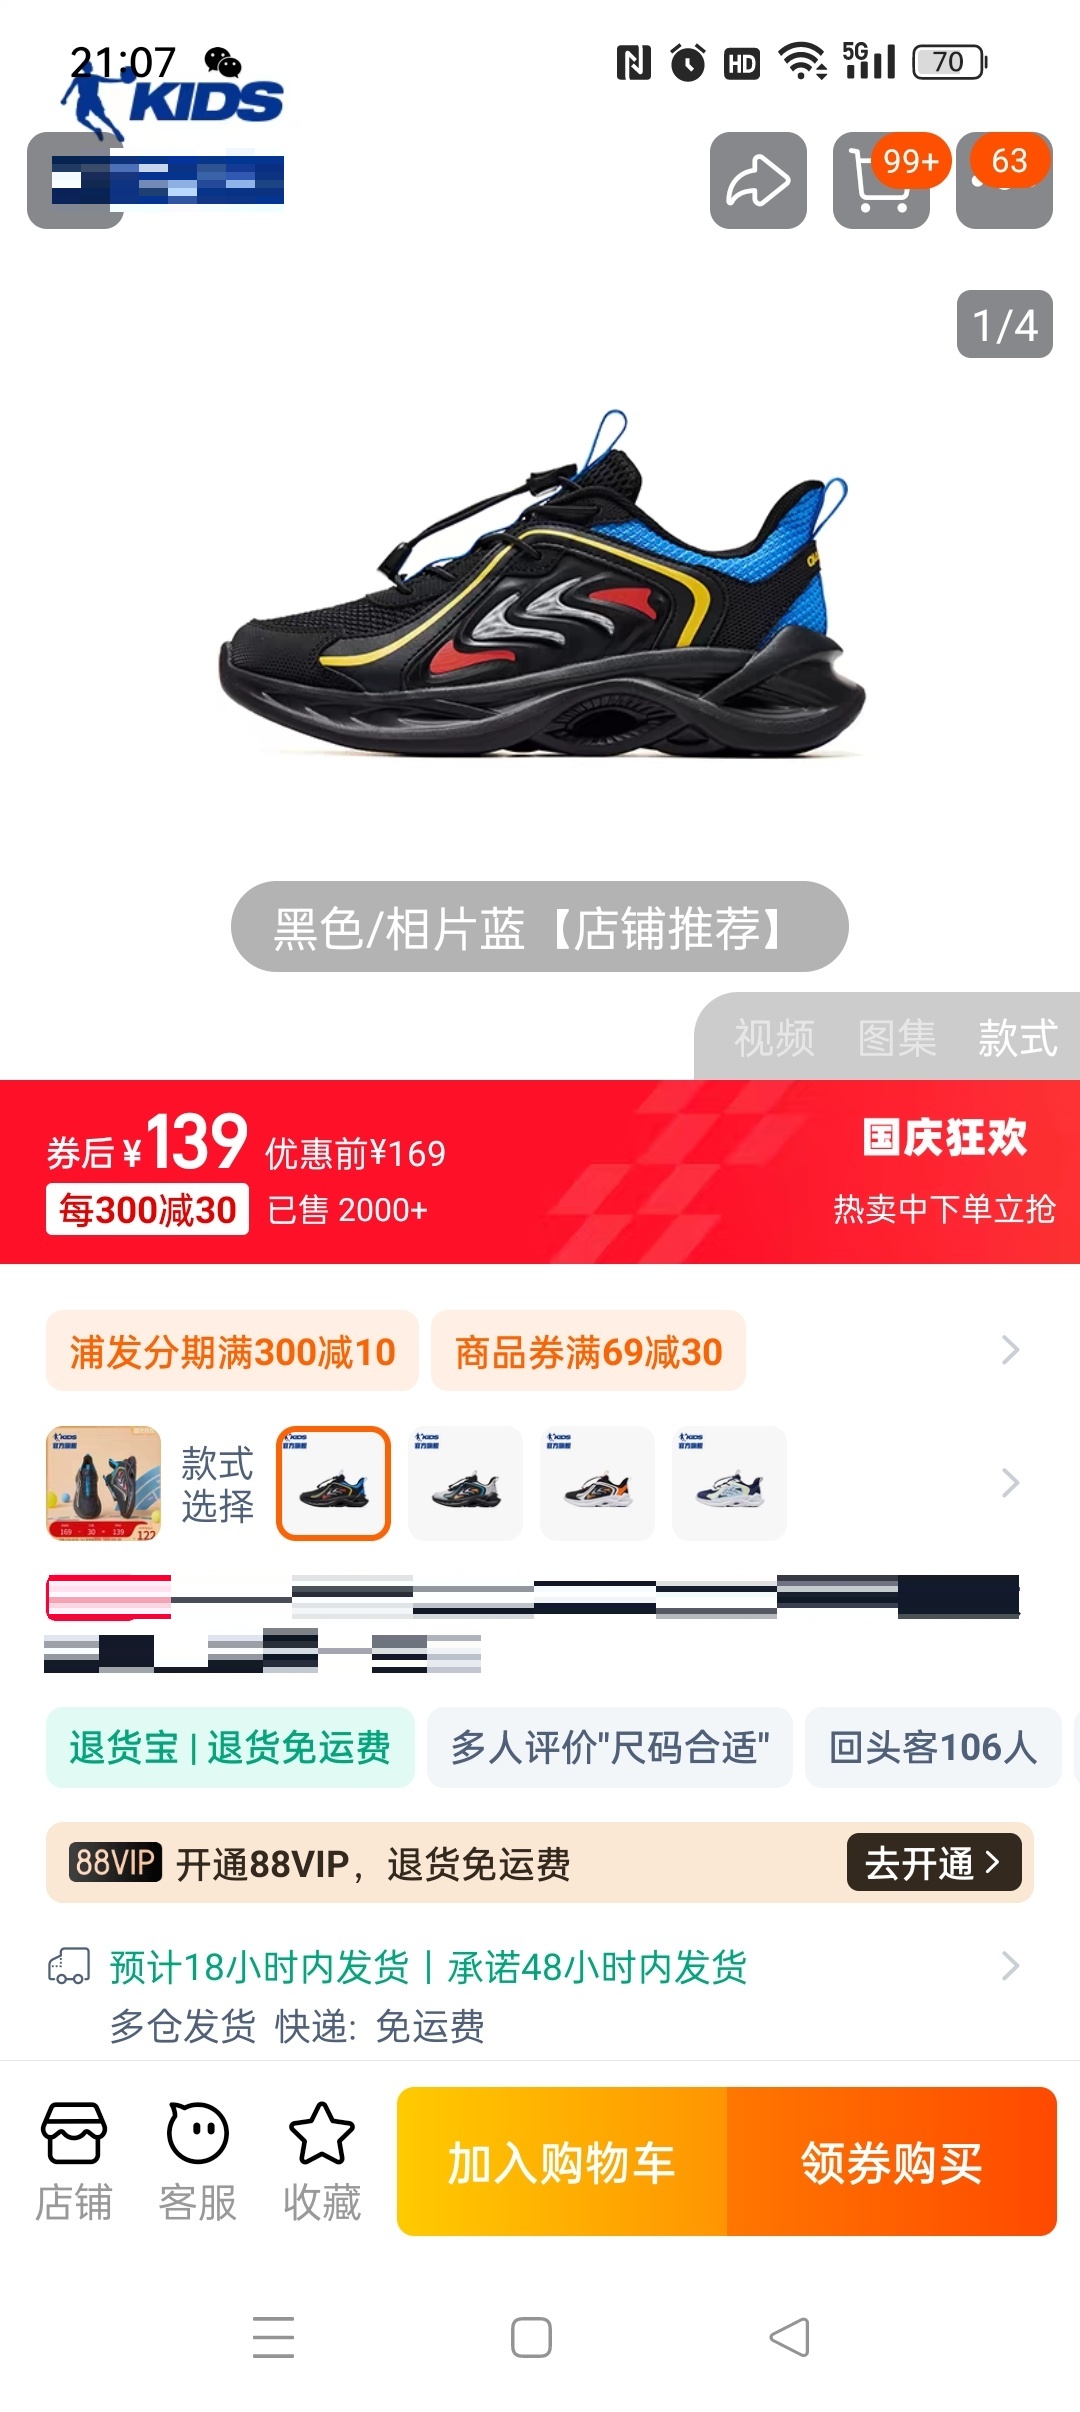 21:07
HD
5G
70
KIDS
99+
63
1/4
黑色/相片蓝【店铺推荐】
视频 图集 款式
券后¥139 优惠前¥169
国庆狂欢
每300减30 已售 2000+
热卖中下单立抢
浦发分期满300减10 商品券满69减30
款式
选择
退货宝 | 退货免运费 多人评价"尺码合适" 回头客106人
88VIP 开通88VIP，退货免运费 去开通
预计18小时内发货 | 承诺48小时内发货
多仓发货 快递: 免运费
店铺 客服 收藏 加入购物车 领券购买